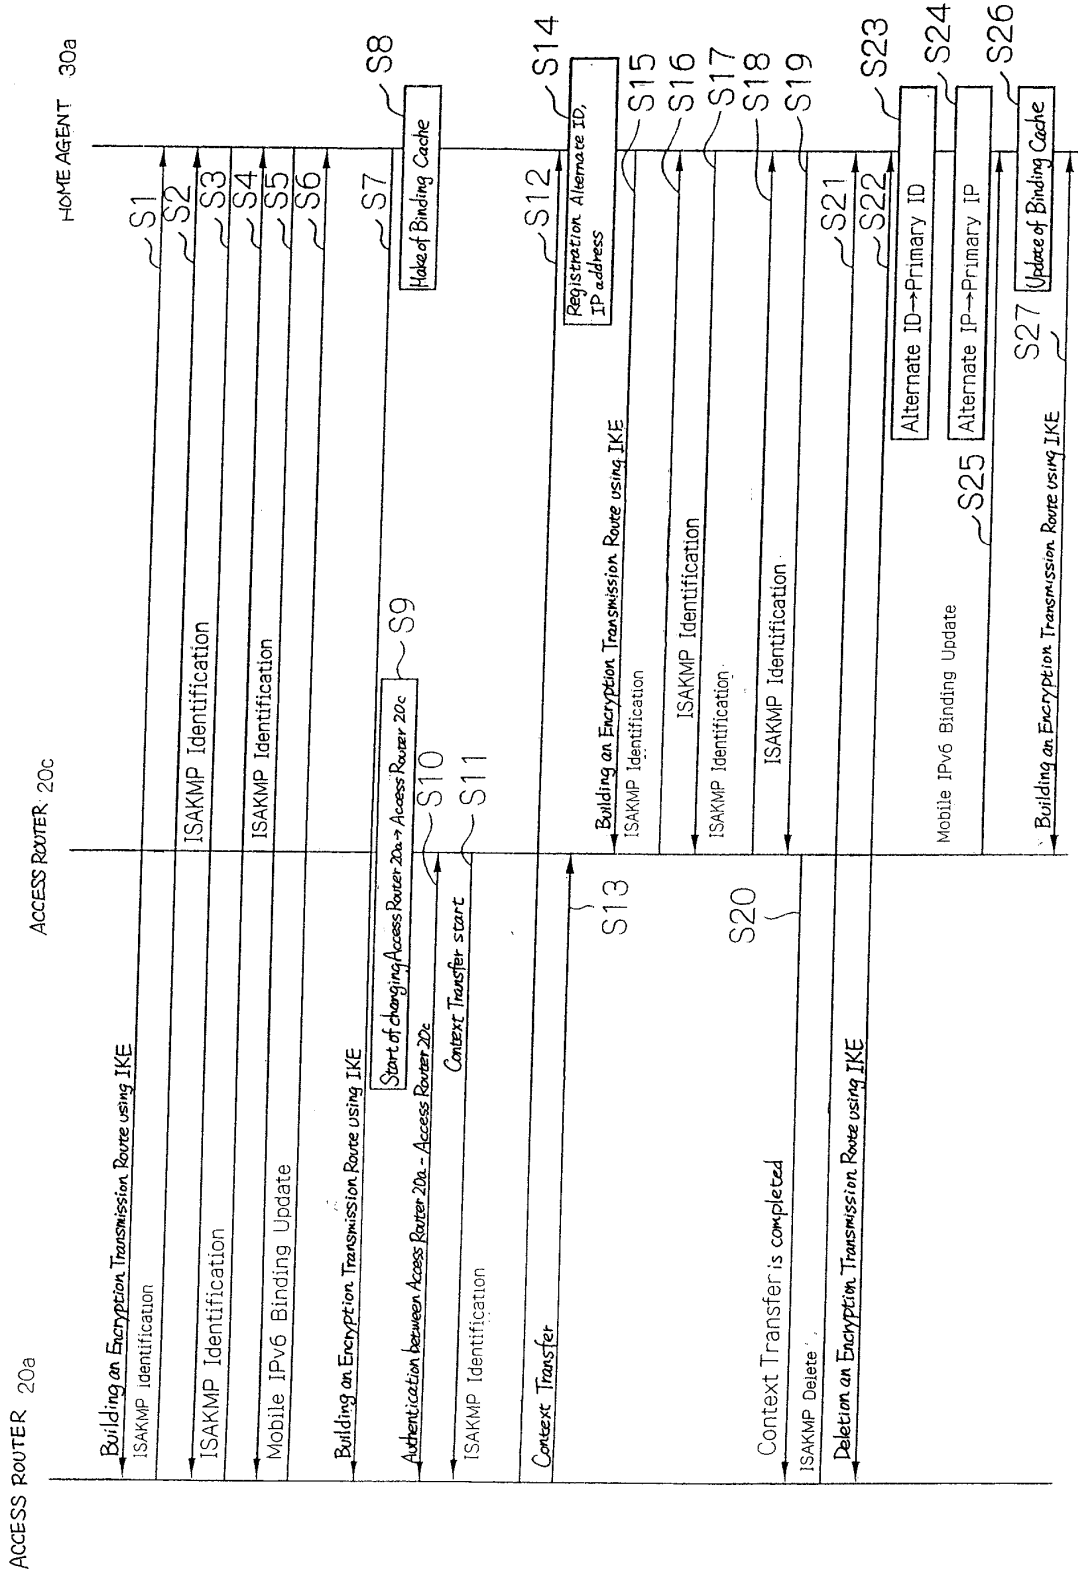 ACCESS ROUTER 20a
ACCESS ROUTER 20c
HOME AGENT 30a
Building an Encryption Transmission Route using IKE
S1
ISAKMP Identification
S2
ISAKMP Identification
S3
ISAKMP Identification
S4
ISAKMP Identification
S5
Mobile IPv6 Binding Update
S6
Building an Encryption Transmission Route using IKE
S7
Make of Binding Cache
S8
Start of changing Access Router 20a→Access Router 20c
S9
Authentication between Access Router 20a - Access Router 20c
S10
Context Transfer start
S11
ISAKMP Identification
S12
Context Transfer
S13
Registration Alternate ID,
IP address
S14
Building an Encryption Transmission Route using IKE
S15
ISAKMP Identification
S16
ISAKMP Identification
S17
ISAKMP Identification
S18
ISAKMP Identification
S19
Context Transfer is completed
S20
ISAKMP Delete
S21
Deletion an Encryption Transmission Route using IKE
S22
Alternate ID→Primary ID
S23
Alternate IP→Primary IP
S24
Mobile IPv6 Binding Update
S25
Update of Binding Cache
S26
Building an Encryption Transmission Route using IKE
S27